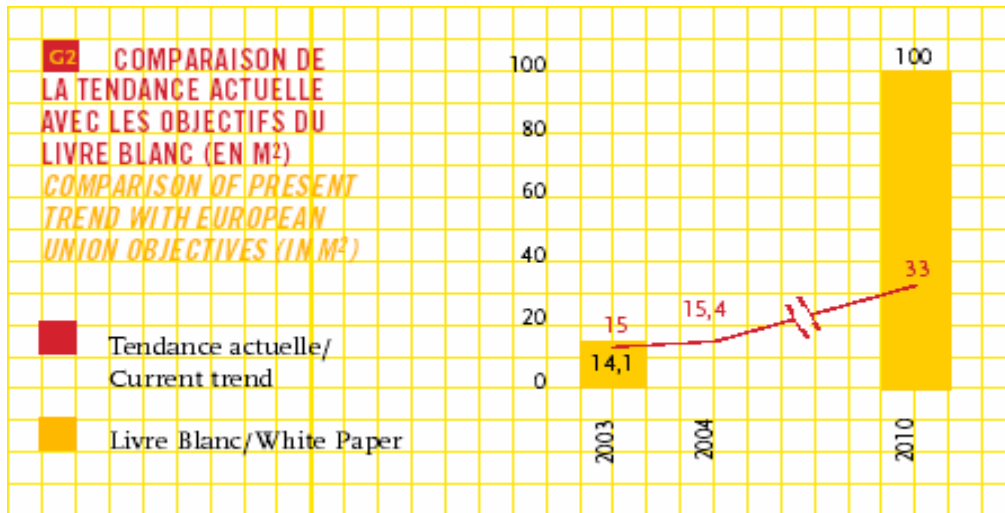 G2 COMPARAISON DE
LA TENDANCE ACTUELLE
AVEC LES OBJECTIFS DU
LIVRE BLANC (EN M²)
COMPARISON OF PRESENT
TREND WITH EUROPEAN
UNION OBJECTIVES (IN M²)
Tendance actuelle/
Current trend
Livre Blanc/White Paper
100
80
60
40
20
0
15
14,1
15,4
100
33
2003
2004
2010